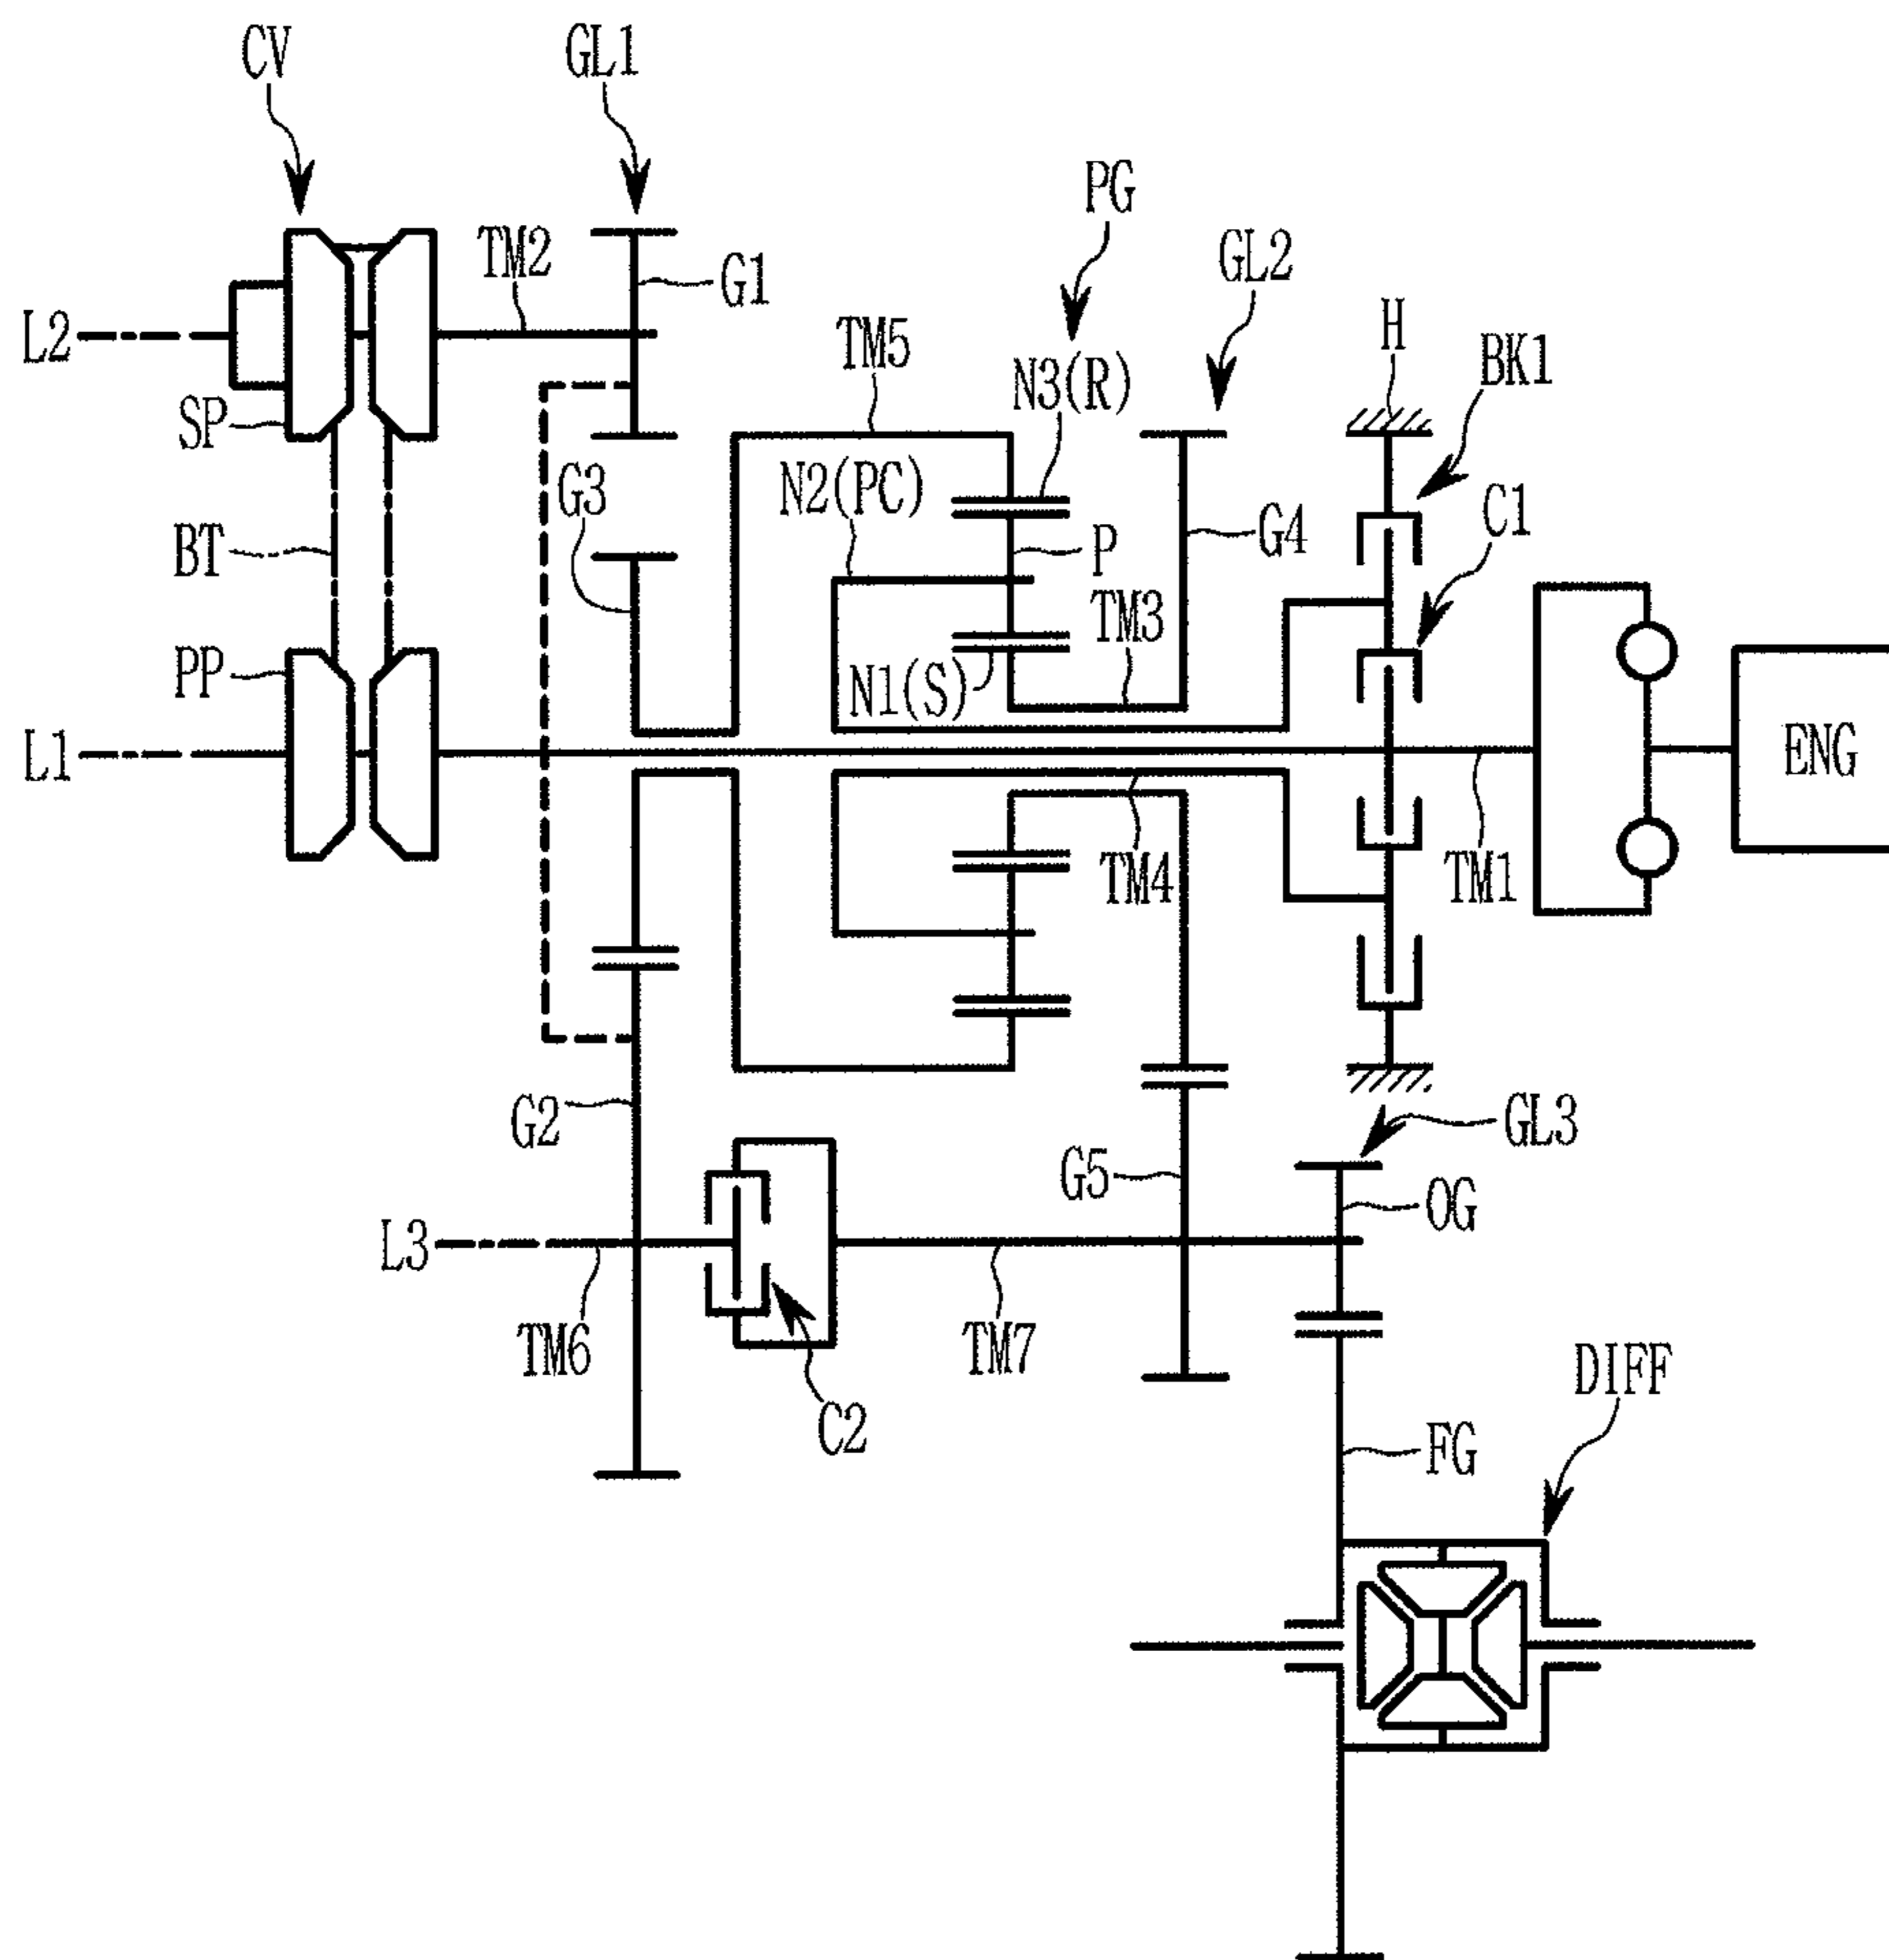 CV
GL1
PG
GL2
TM2
G1
L2
H
BK1
TM5
N3(R)
SP
G3
N2(PC)
G4
C1
BT
P
TM3
PP
N1(S)
L1
ENG
TM4
TM1
G2
GL3
G5
OG
L3
TM6
TM7
DIFF
C2
FG